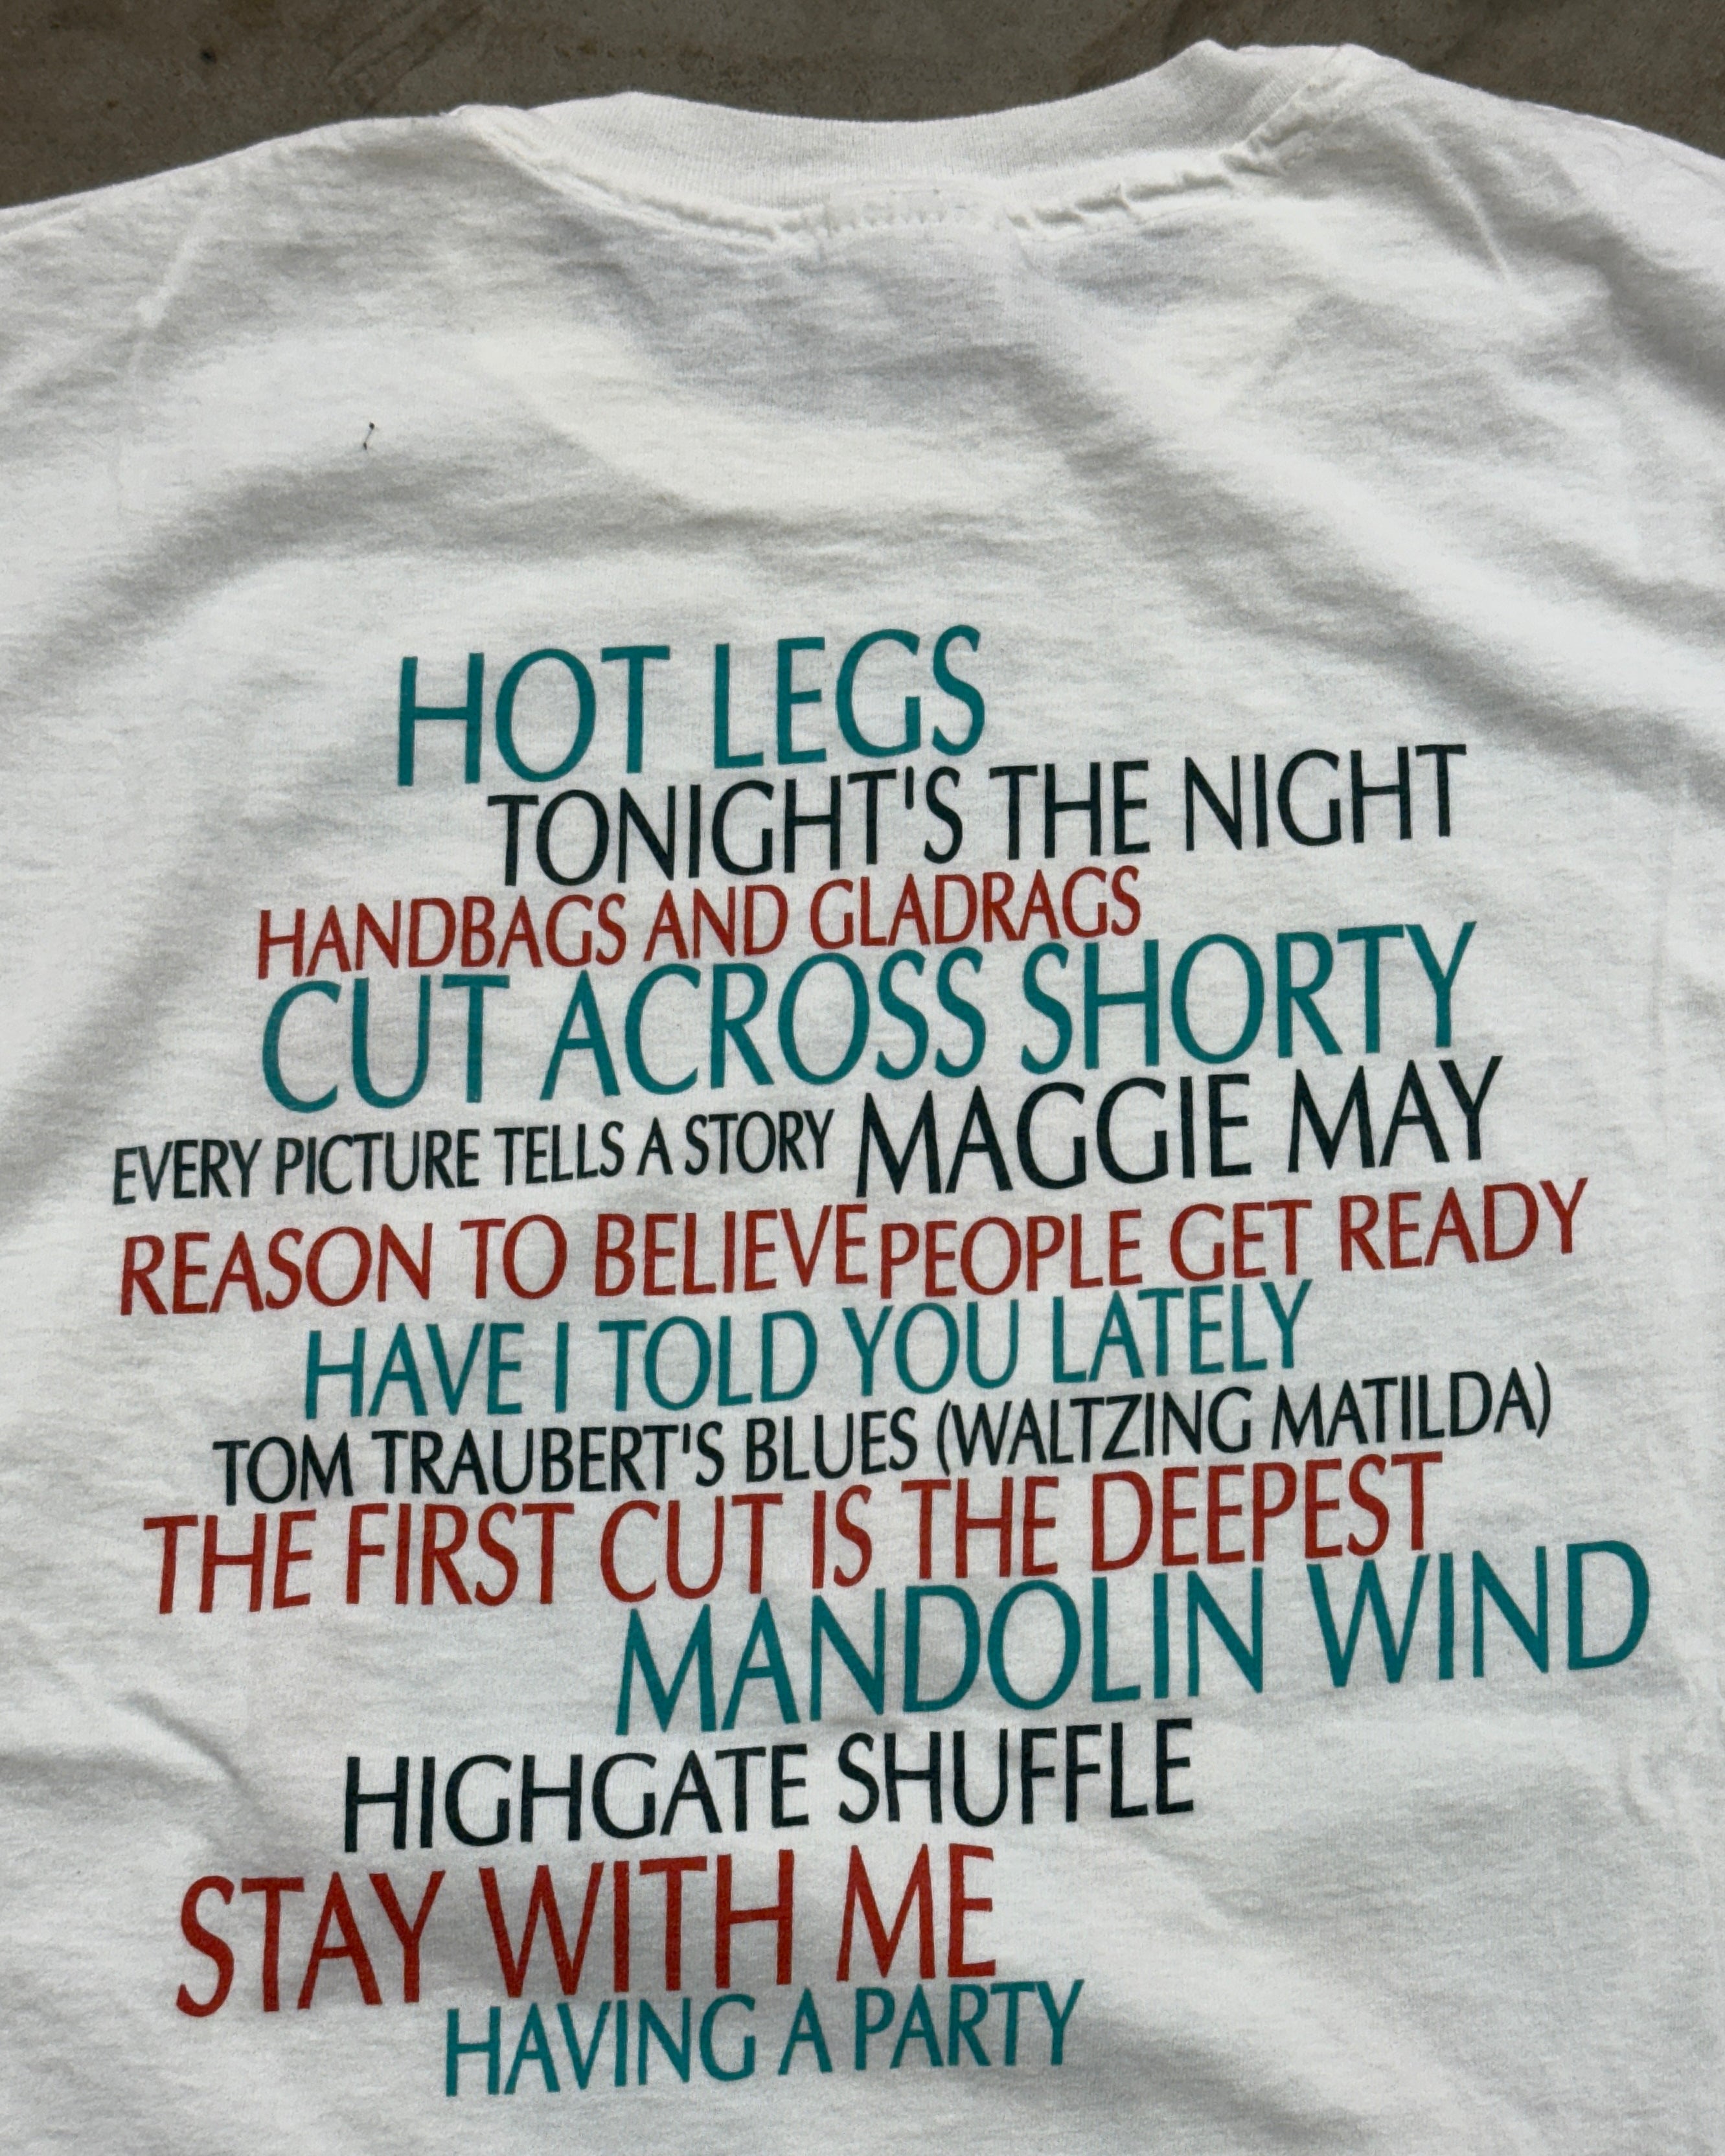 HOT LEGS
TONIGHT'S THE NIGHT
HANDBAGS AND GLADRAGS
CUT ACROSS SHORTY
EVERY PICTURE TELLS A STORY MAGGIE MAY
REASON TO BELIEVE PEOPLE GET READY
HAVE I TOLD YOU LATELY
TOM TRAUBERT'S BLUES (WALTZING MATILDA)
THE FIRST CUT IS THE DEEPEST
MANDOLIN WIND
HIGHGATE SHUFFLE
STAY WITH ME
HAVING A PARTY